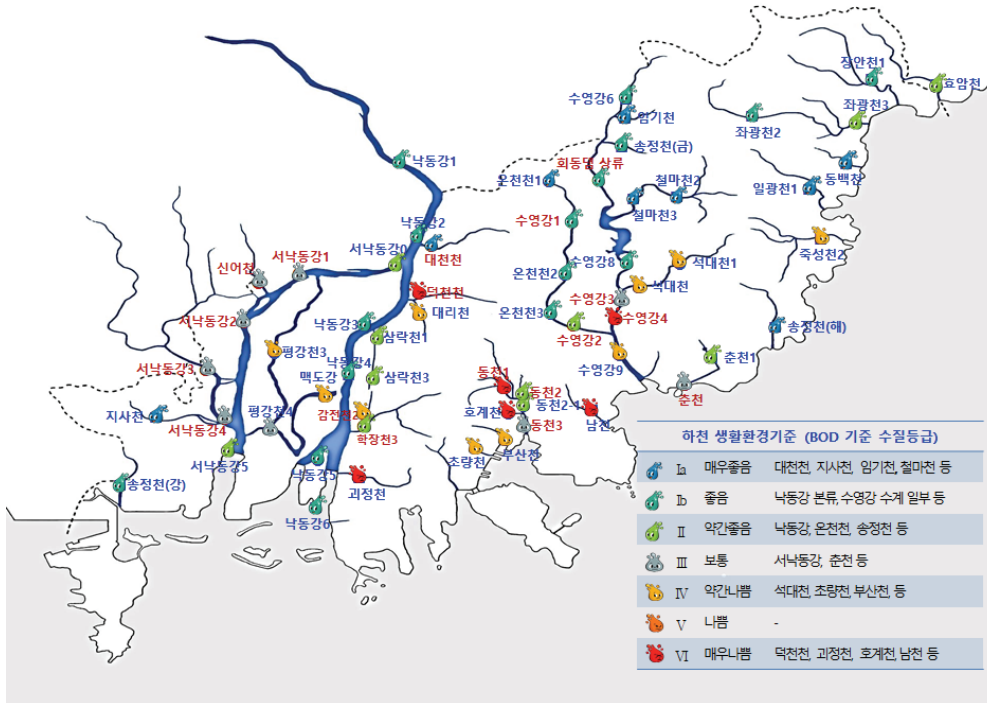 장안천1
효암천
수영강6
좌광천3
임기천
좌광천2
송정천(금)
낙동강1
회동댐 상류
동백천
온천천1
철마천2
일광천1
철마천3
낙동강2
수영강1
서낙동강0
대천천
죽성천2
서낙동강1
신어천
온천천2
수영강8
석대천1
석대천
덕천천
수영강3
대리천
서낙동강2
낙동강3
온천천3
수영강4
송정천(해)
삼락천1
수영강2
평강천3
낙동강4
수영강9
춘천1
서낙동강3
맥도강
삼락천3
동천1
동천2
춘천
지사천
평강천4
감전천2
호계천
동천2-1
서낙동강4
학장천3
동천3
남천
서낙동강5
초량천
부산천
낙동강5
송정천(강)
괴정천
낙동강6
하천 생활환경기준 (BOD 기준 수질등급)
Ia 매우좋음 대천천, 지사천, 임기천, 철마천 등
Ib 좋음 낙동강 본류, 수영강 수계 일부 등
Ⅱ 약간좋음 낙동강, 온천천, 송정천 등
Ⅲ 보통 서낙동강, 춘천 등
Ⅳ 약간나쁨 석대천, 초량천, 부산천, 등
Ⅴ 나쁨 -
Ⅵ 매우나쁨 덕천천, 괴정천, 호계천, 남천 등